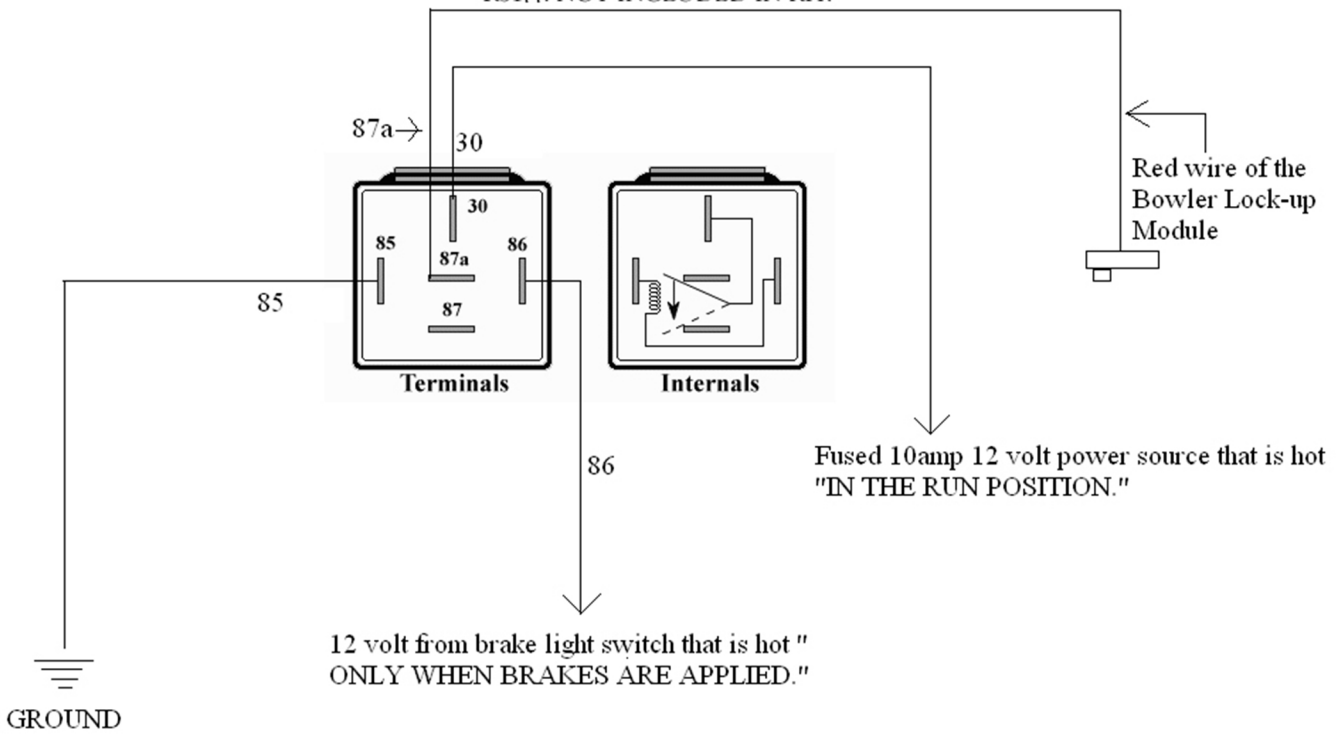 87a
30
Red wire of the
Bowler Lock-up
Module
30
85
86
87a
87
85
Terminals
Internals
86
Fused 10amp 12 volt power source that is hot
"IN THE RUN POSITION."
12 volt from brake light switch that is hot "
ONLY WHEN BRAKES ARE APPLIED."
GROUND